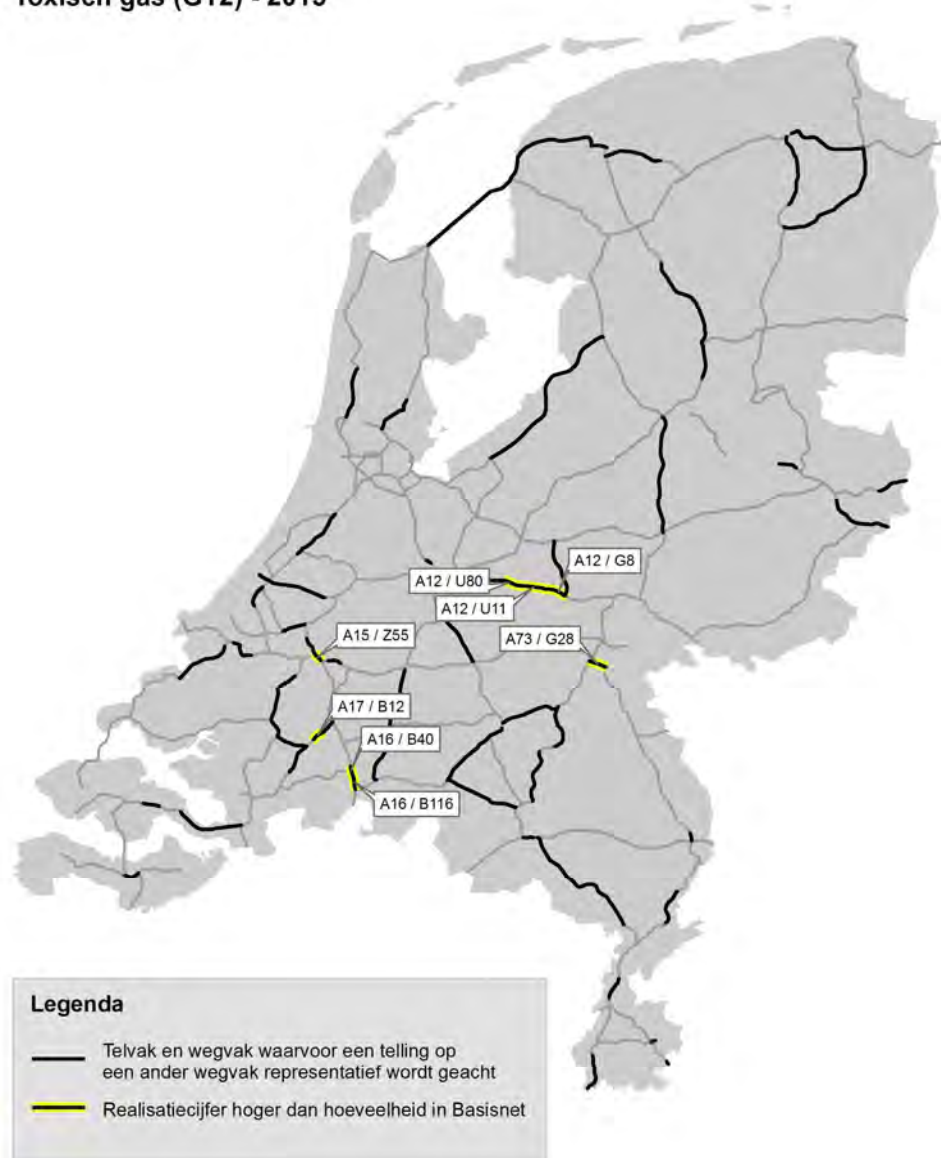 Toxisch gas (GT2) -
A12 / G8
A12 / U80
A12 / U11
A73 / G28
A15 / Z55
A17 / B12
A16 / B40
A16 / B116
Legenda
Telvak en wegvak waarvoor een telling op
een ander wegvak representatief wordt geacht
Realisatiecijfer hoger dan hoeveelheid in Basisnet